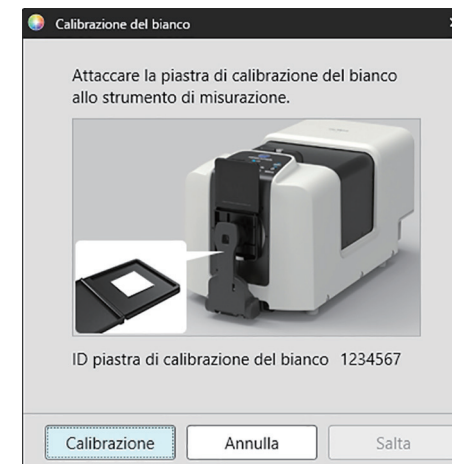 Calibrazione del bianco
Attaccare la piastra di calibrazione del bianco
allo strumento di misurazione.
ID piastra di calibrazione del bianco 1234567
Calibrazione
Annulla
Salta